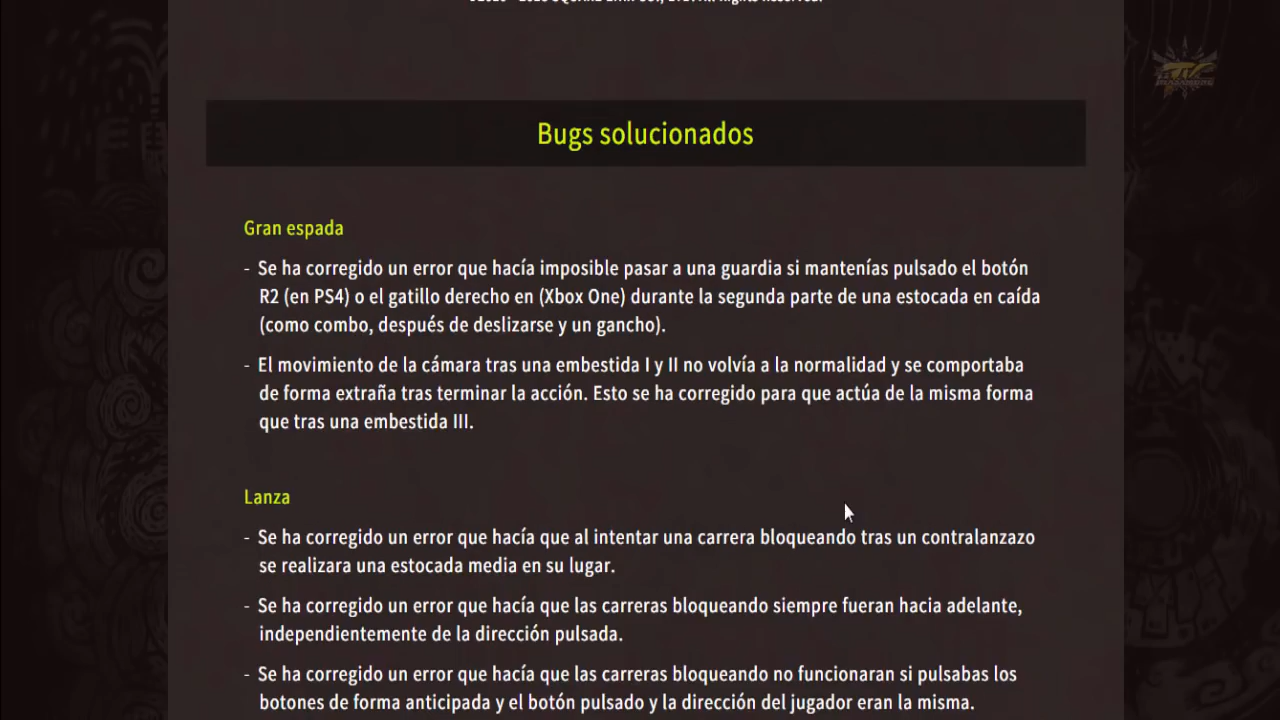 Bugs solucionados
Gran espada
- Se ha corregido un error que hacía imposible pasar a una guardia si mantenías pulsado el botón
R2 (en PS4) o el gatillo derecho en (Xbox One) durante la segunda parte de una estocada en caída
(como combo, después de deslizarse y un gancho).
- El movimiento de la cámara tras una embestida I y II no volvía a la normalidad y se comportaba
de forma extraña tras terminar la acción. Esto se ha corregido para que actúa de la misma forma
que tras una embestida III.
Lanza
- Se ha corregido un error que hacía que al intentar una carrera bloqueando tras un contralanzazo
se realizara una estocada media en su lugar.
- Se ha corregido un error que hacía que las carreras bloqueando siempre fueran hacia adelante,
independientemente de la dirección pulsada.
- Se ha corregido un error que hacía que las carreras bloqueando no funcionaran si pulsabas los
botones de forma anticipada y el botón pulsado y la dirección del jugador eran la misma.